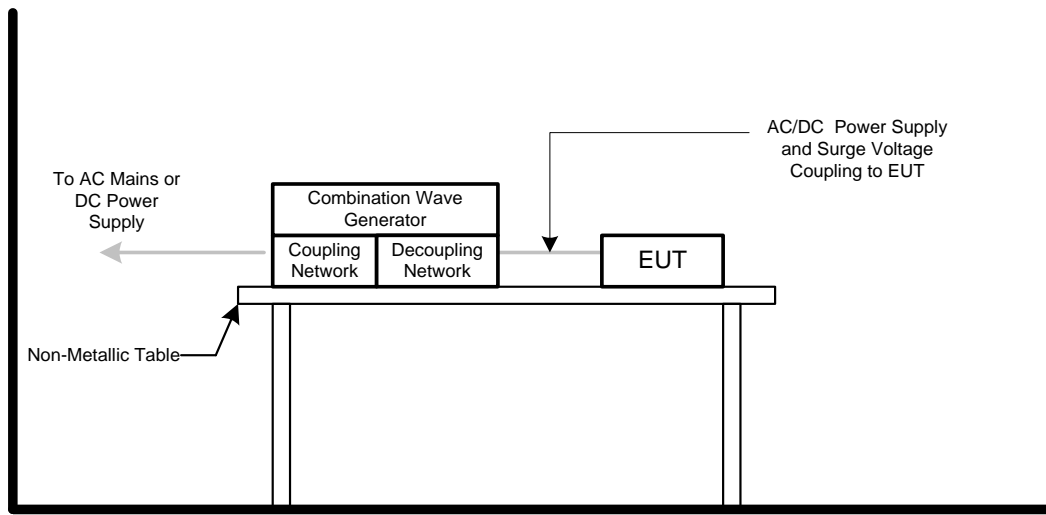 AC/DC  Power Supply
and Surge Voltage
Coupling to EUT
To AC Mains or
DC Power
Supply
Combination Wave
Generator
Coupling
Network
Decoupling
Network
EUT
Non-Metallic Table